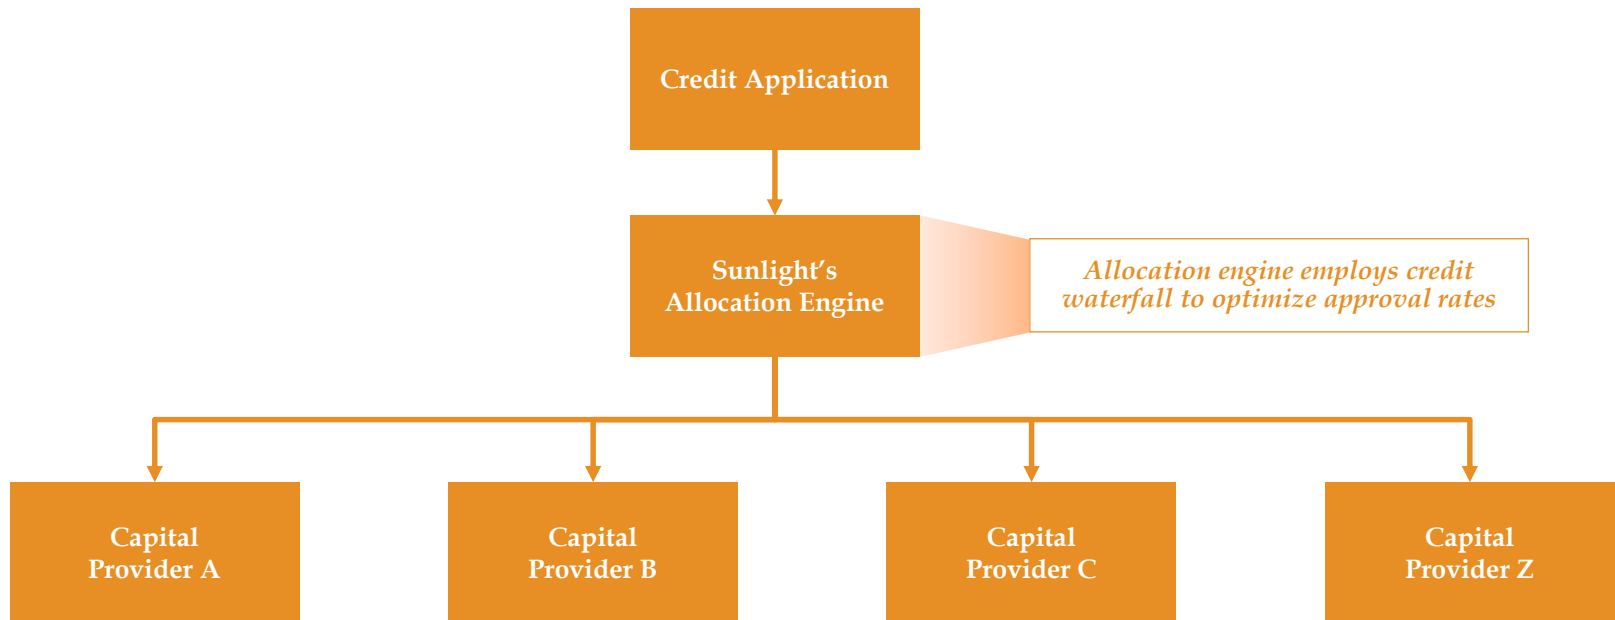 Credit Application
Sunlight’s
Allocation Engine
Allocation engine employs credit
waterfall to optimize approval rates
Capital
Provider A
Capital
Provider B
Capital
Provider C
Capital
Provider Z